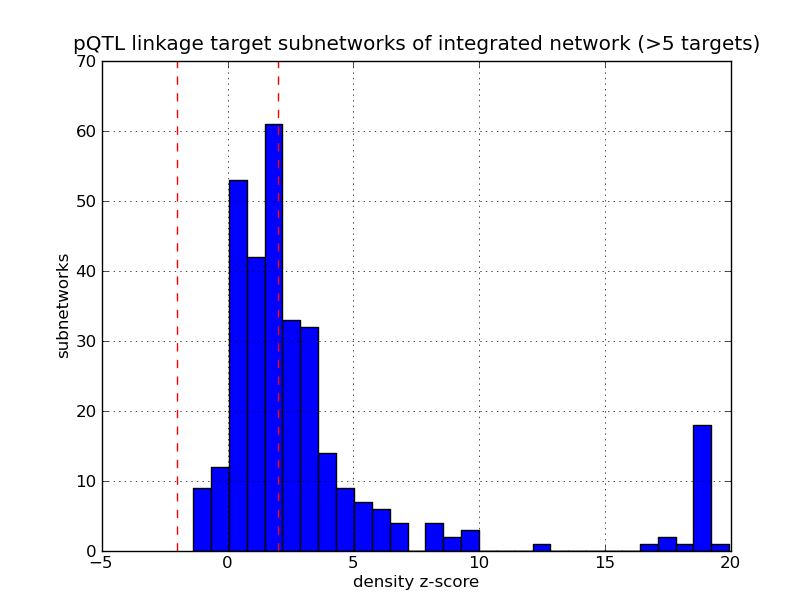 pQTL linkage target subnetworks of integrated network (>5 targets)
70
60
50
40
30
20
10
0
subnetworks
−5 0 5 10 15 20
density z-score